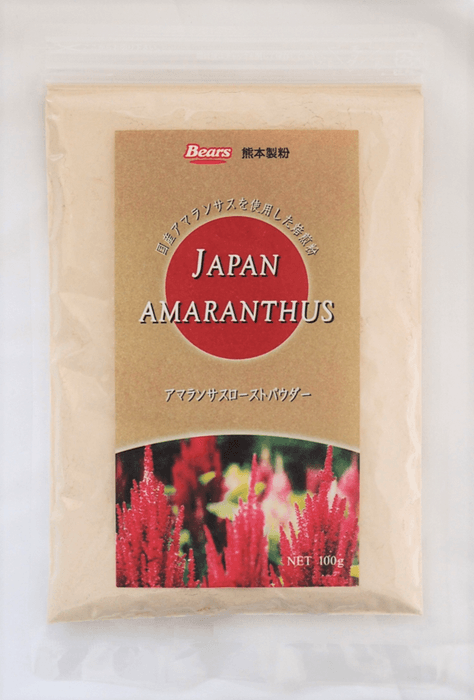 Bears 熊本製粉
国産アマランサスを使用した焙煎粉
JAPAN
AMARANTHUS
アマランサスローストパウダー
NET 100g